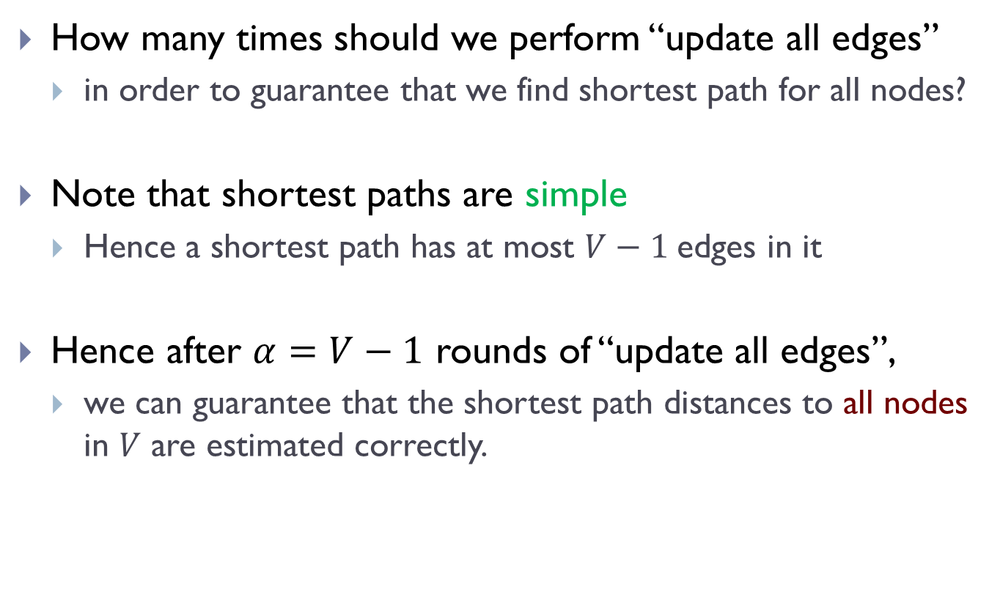 How many times should we perform “update all edges”
in order to guarantee that we find shortest path for all nodes?
Note that shortest paths are simple
Hence a shortest path has at most V − 1 edges in it
Hence after α = V − 1 rounds of “update all edges”,
we can guarantee that the shortest path distances to all nodes
in V are estimated correctly.